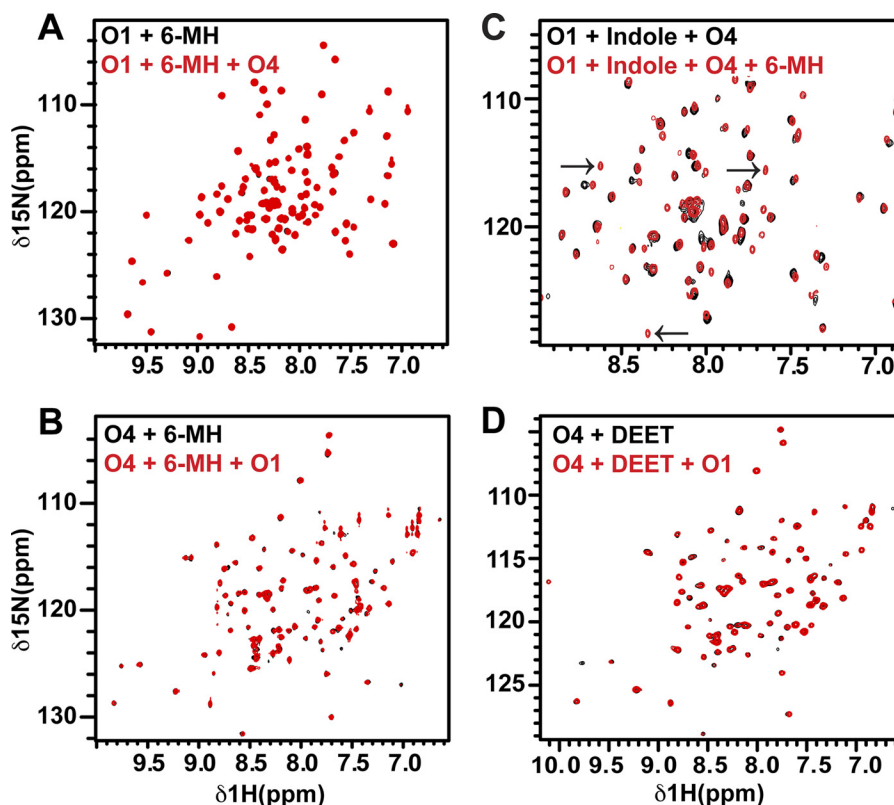 A
O1 + 6-MH
O1 + 6-MH + O4
δ15N(ppm)
110
120
130
9.5 9.0 8.5 8.0 7.5 7.0
C
O1 + Indole + O4
O1 + Indole + O4 + 6-MH
110
120
8.5 8.0 7.5 7.0
B
O4 + 6-MH
O4 + 6-MH + O1
δ15N(ppm)
110
120
130
9.5 9.0 8.5 8.0 7.5 7.0
δ1H(ppm)
D
O4 + DEET
O4 + DEET + O1
110
115
120
125
10.0 9.5 9.0 8.5 8.0 7.5 7.0
δ1H(ppm)